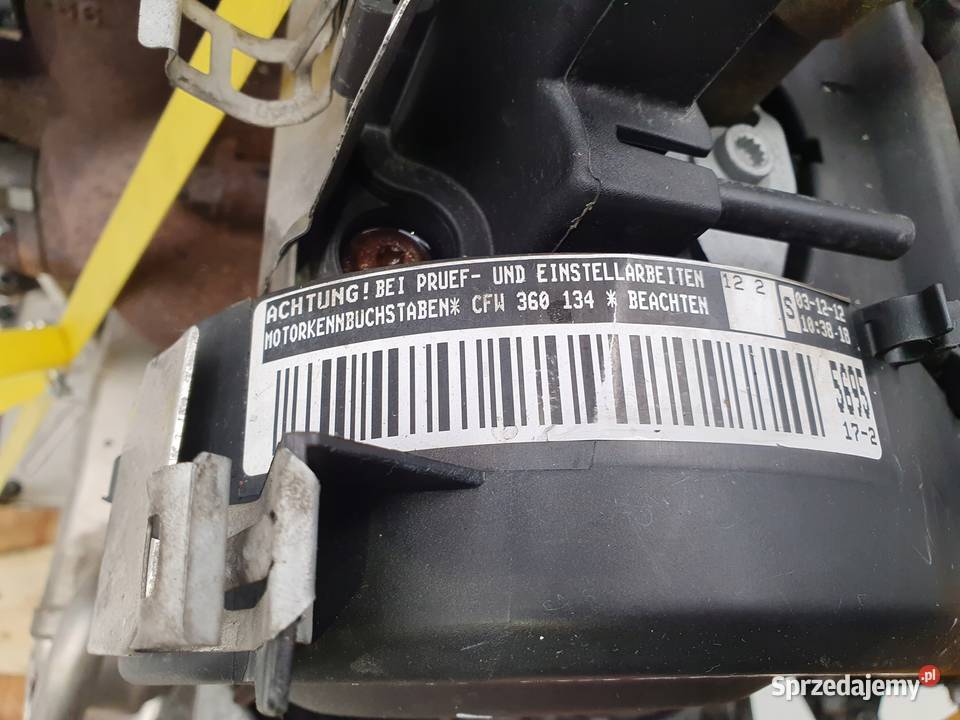 ACHTUNG! BEI PRUEF- UND EINSTELLARBEITEN
MOTORKENNBUCHSTABEN* CFW 360 134 * BEACHTEN
12 2
S
03-12-12
10:38-18
5695
17-2
Sprzedajemy.pl